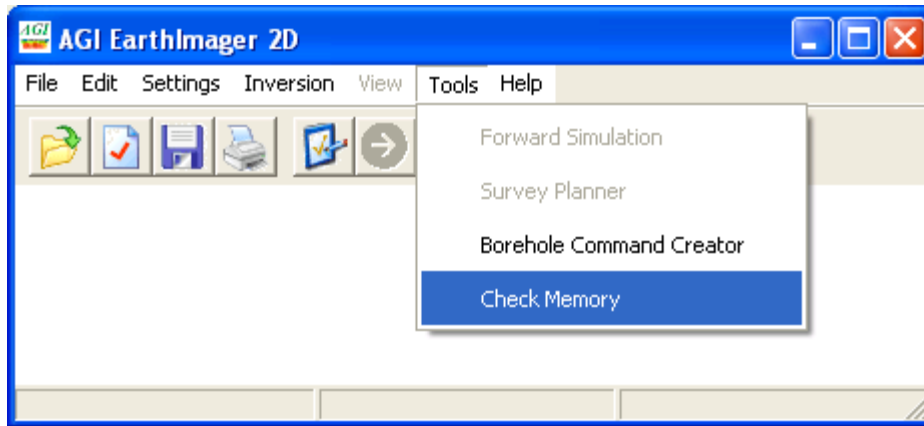 AGI AGI EarthImager 2D
File Edit Settings Inversion View Tools Help
Forward Simulation
Survey Planner
Borehole Command Creator
Check Memory